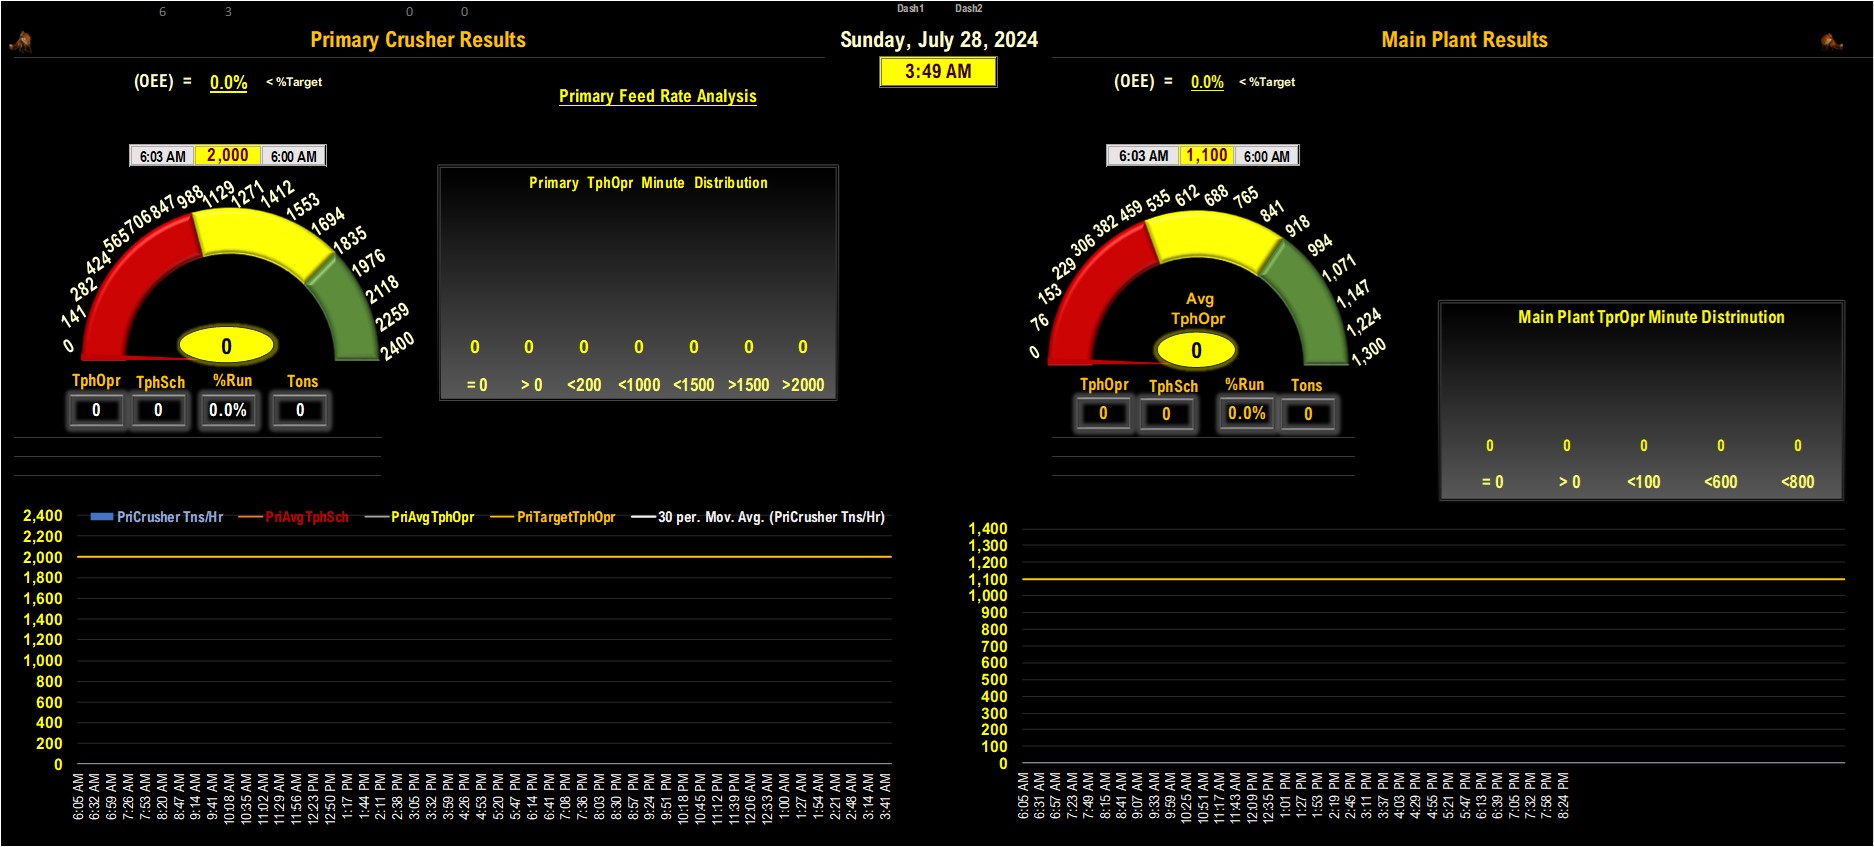 6 3 0 0 Dash1 Dash2
Primary Crusher Results
Sunday, July 28, 2024
Main Plant Results
3:49 AM
(OEE) = 0.0% < %Target
Primary Feed Rate Analysis
(OEE) = 0.0% < %Target
6:03 AM 2,000 6:00 AM
0 141 282 424 565 706 847 988 1129 1271 1412 1553 1694 1835 1976 2118 2259 2400
0
TphOpr TphSch %Run Tons
0 0 0.0% 0
Primary TphOpr Minute Distribution
0 0 0 0 0 0 0
= 0 > 0 <200 <1000 <1500 >1500 >2000
6:03 AM 1,100 6:00 AM
0 76 153 229 306 382 459 535 612 688 765 841 918 994 1,071 1,147 1,224 1,300
Avg
TphOpr
0
TphOpr TphSch %Run Tons
0 0 0.0% 0
Main Plant TprOpr Minute Distrinution
0 0 0 0 0
= 0 > 0 <100 <600 <800
PriCrusher Tns/Hr PriAvgTphSch PriAvgTphOpr PriTargetTphOpr 30 per. Mov. Avg. (PriCrusher Tns/Hr)
2,400
2,200
2,000
1,800
1,600
1,400
1,200
1,000
800
600
400
200
0
6:05 AM 6:32 AM 6:59 AM 7:26 AM 7:53 AM 8:20 AM 8:47 AM 9:14 AM 9:41 AM 10:08 AM 10:35 AM 11:02 AM 11:29 AM 11:56 AM 12:23 PM 12:50 PM 1:17 PM 1:44 PM 2:11 PM 2:38 PM 3:05 PM 3:32 PM 3:59 PM 4:26 PM 4:53 PM 5:20 PM 5:47 PM 6:14 PM 6:41 PM 7:08 PM 7:36 PM 8:03 PM 8:30 PM 8:57 PM 9:24 PM 9:51 PM 10:18 PM 10:45 PM 11:12 PM 11:39 PM 12:06 AM 12:33 AM 1:00 AM 1:27 AM 1:54 AM 2:21 AM 2:48 AM 3:14 AM 3:41 AM
1,400
1,300
1,200
1,100
1,000
900
800
700
600
500
400
300
200
100
0
6:05 AM 6:31 AM 6:57 AM 7:23 AM 7:49 AM 8:15 AM 8:41 AM 9:07 AM 9:33 AM 9:59 AM 10:25 AM 10:51 AM 11:17 AM 11:43 AM 12:09 PM 12:35 PM 1:01 PM 1:27 PM 1:53 PM 2:19 PM 2:45 PM 3:11 PM 3:37 PM 4:03 PM 4:29 PM 4:55 PM 5:21 PM 5:47 PM 6:13 PM 6:39 PM 7:05 PM 7:32 PM 7:58 PM 8:24 PM